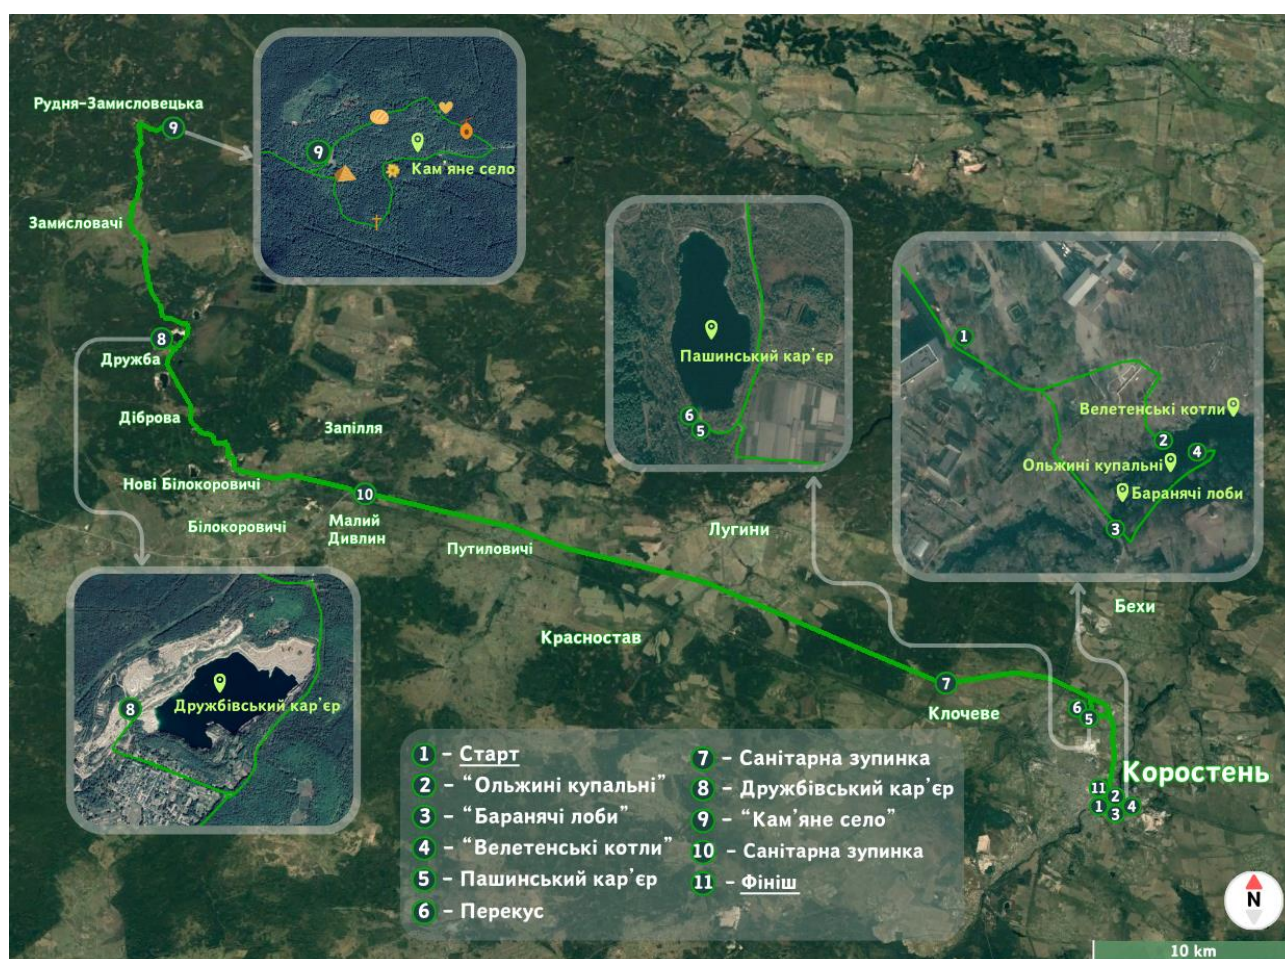 Рудня-Замисловецька
9
9
Кам'яне село
Замисловачі
8
Дружба
Діброва
Запілля
Нові Білокоровичі
10
Білокоровичі
Малий
Дивлин
Путиловичі
Лугини
Красностав
Пашинський кар'єр
6
5
1
Велетенські котли
2
4
Ольжині купальні
Баранячі лоби
3
Бехи
7
Клочеве
6
5
Коростень
11
2
1
4
3
Дружбівський кар'єр
8
1 - Старт
2 - "Ольжині купальні"
3 - "Баранячі лоби"
4 - "Велетенські котли"
5 - Пашинський кар'єр
6 - Перекус
7 - Санітарна зупинка
8 - Дружбівський кар'єр
9 - "Кам'яне село"
10 - Санітарна зупинка
11 - Фініш
N
10 km